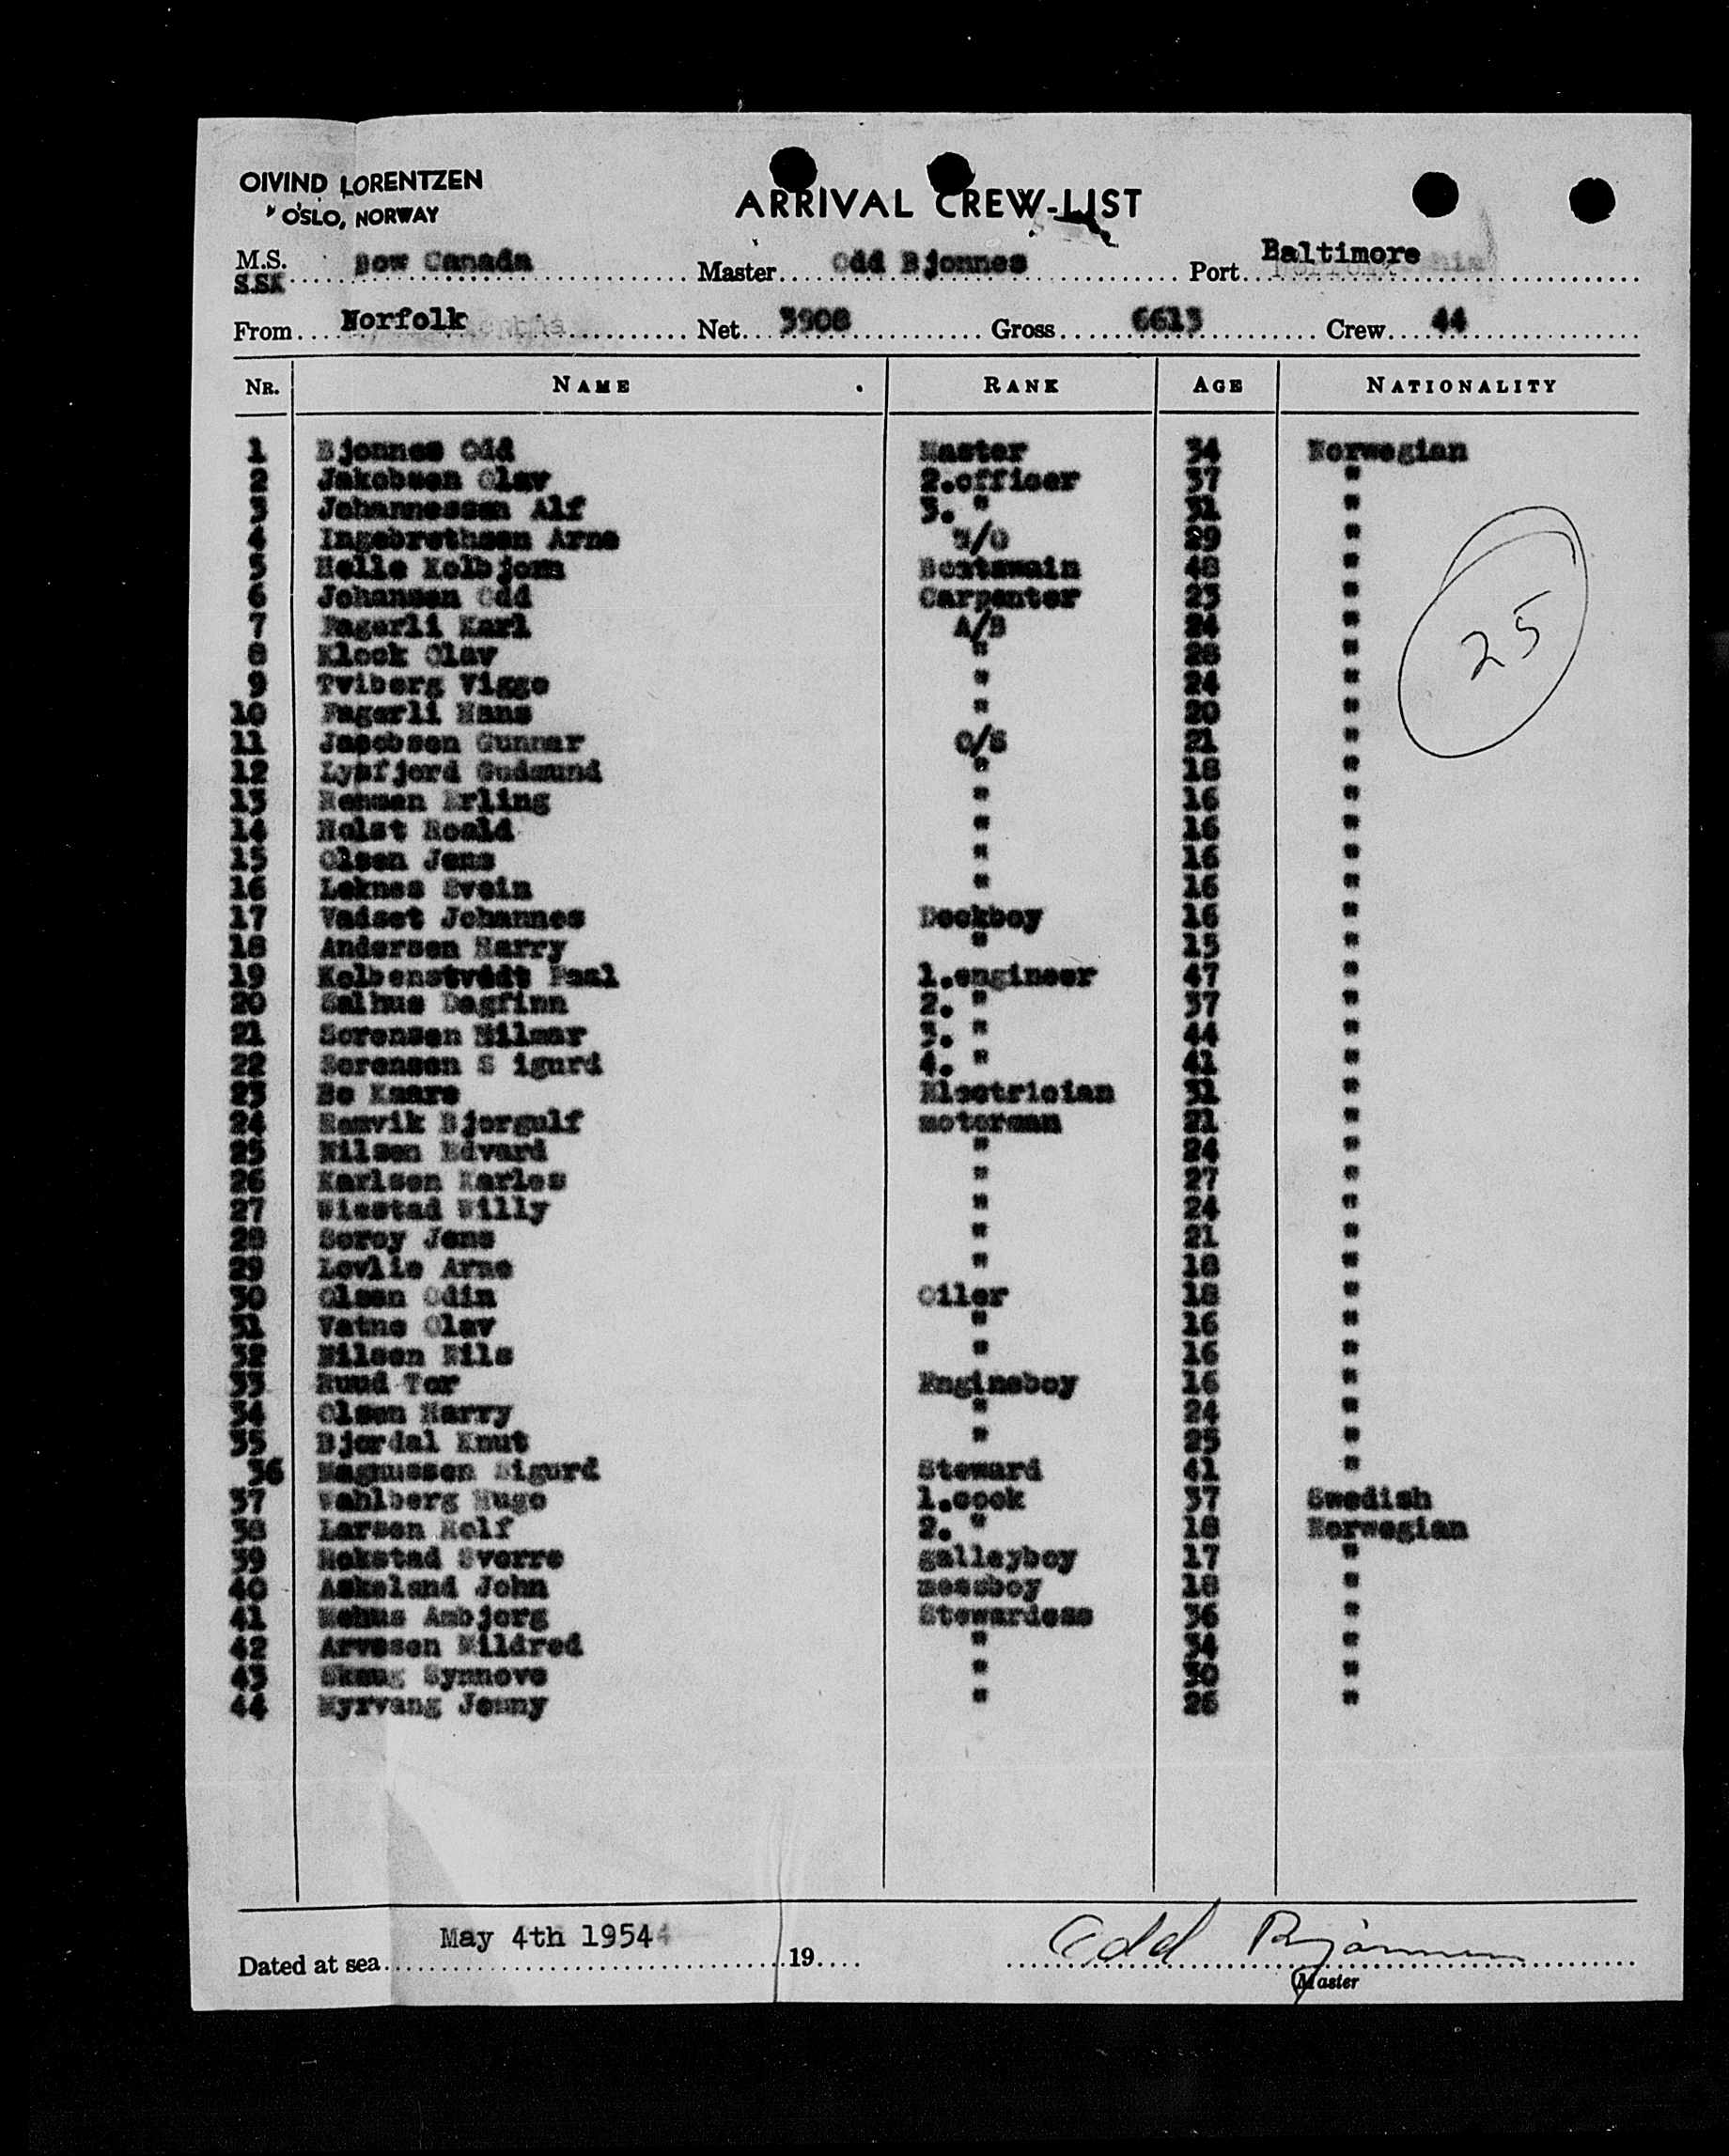 OIVIND LORENTZEN
OSLO, NORWAY
ARRIVAL CREW-LIST
M.S. Bow Canada Master Odd Bjonnes Port Baltimore
S.S.
From Norfolk Net 3908 Gross 6613 Crew 44
NR. NAME RANK AGE NATIONALITY
1 Bjonnes Odd Master 34 Norwegian
2 Jakobsen Olav 2.officer 37 "
3 Johannessen Alf 3. " 31 "
4 Ingebrethsen Arne W/O 29 "
5 Helle Kolbjorn Boatswain 48 "
6 Johansen Odd Carpenter 23 "
7 Fagerli Karl A/B 24 "
8 Klock Olav " 28 "
9 Tviberg Viggo " 24 "
10 Fagerli Hans " 20 "
11 Jacobsen Gunnar O/S 21 "
12 Lysfjord Gudmund " 18 "
13 Hansen Erling " 16 "
14 Holst Roald " 16 "
15 Olsen Jens " 16 "
16 Leknes Svein " 16 "
17 Vadset Johannes Deckboy 16 "
18 Andersen Harry " 15 "
19 Kolbenstvedt Paal 1.engineer 47 "
20 Salhus Dagfinn 2. " 37 "
21 Sorensen Hilmar 3. " 44 "
22 Sorensen S igurd 4. " 41 "
23 Bo Kaare Electrician 31 "
24 Ramvik Bjorgulf motorman 21 "
25 Nilsen Edvard " 24 "
26 Karlsen Karles " 27 "
27 Wiestad Willy " 24 "
28 Soroy Jens " 21 "
29 Lovlie Arne " 18 "
30 Olsen Odin Oiler 18 "
31 Vatne Olav " 16 "
32 Nilsen Nils " 16 "
33 Ruud Tor Engineboy 16 "
34 Olsen Harry " 24 "
35 Bjordal Knut " 25 "
36 Magnussen Sigurd Steward 41 "
37 Wahlberg Hugo 1.cook 37 Swedish
38 Larsen Rolf 2. " 18 Norwegian
39 Rokstad Sverre galleyboy 17 "
40 Askeland John messboy 18 "
41 Mehus Ambjorg Stewardess 36 "
42 Arvesen Mildred " 34 "
43 Skaug Synnove " 30 "
44 Myrvang Jenny " 26 "
25
Dated at sea May 4th 1954 19 Odd Bjonnes
Master